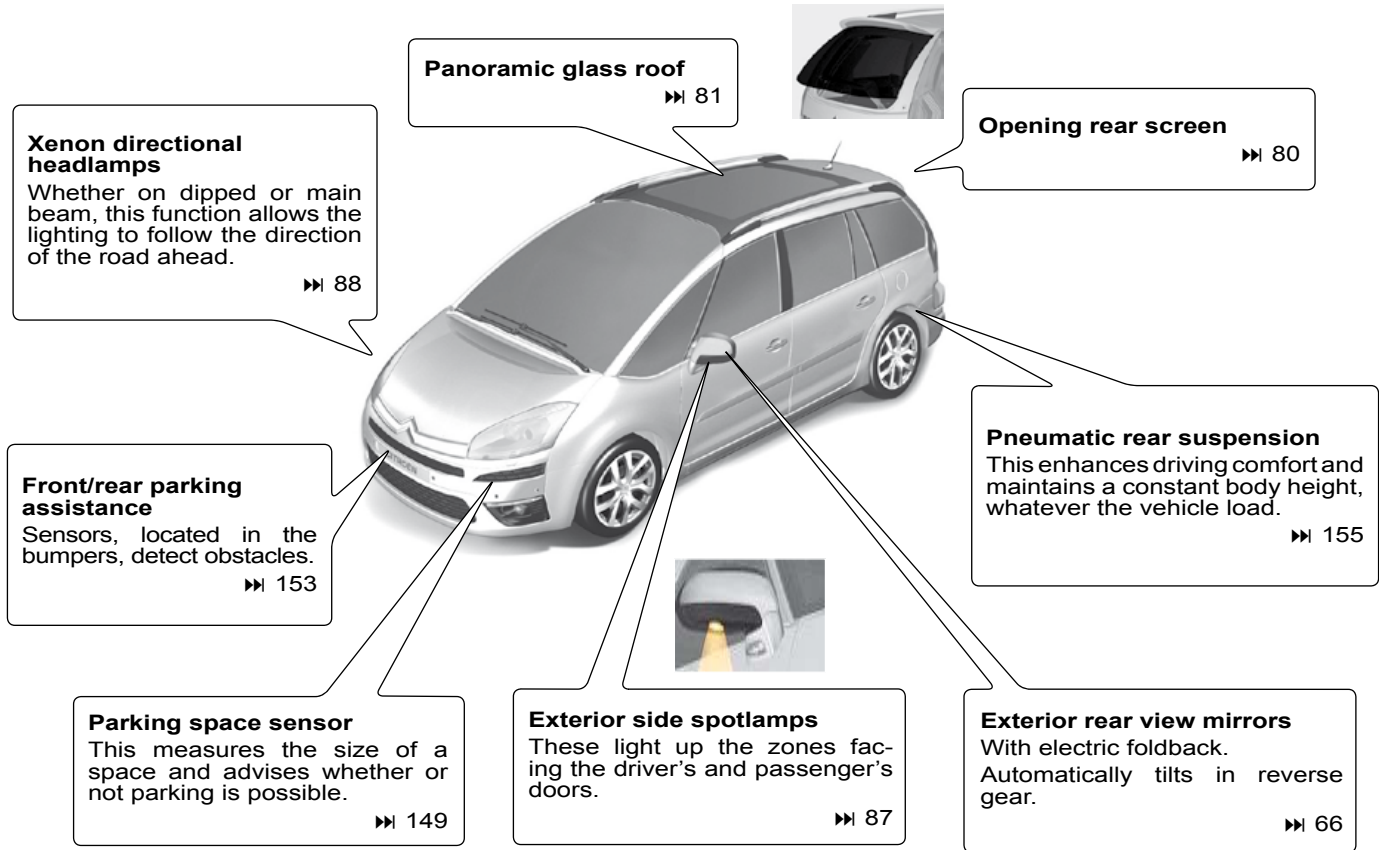 Panoramic glass roof
▶▶| 81
Opening rear screen
▶▶| 80
Xenon directional
headlamps
Whether on dipped or main
beam, this function allows the
lighting to follow the direction
of the road ahead.
▶▶| 88
Front/rear parking
assistance
Sensors, located in the
bumpers, detect obstacles.
▶▶| 153
Pneumatic rear suspension
This enhances driving comfort and
maintains a constant body height,
whatever the vehicle load.
▶▶| 155
Parking space sensor
This measures the size of a
space and advises whether or
not parking is possible.
▶▶| 149
Exterior side spotlamps
These light up the zones fac-
ing the driver's and passenger's
doors.
▶▶| 87
Exterior rear view mirrors
With electric foldback.
Automatically tilts in reverse
gear.
▶▶| 66